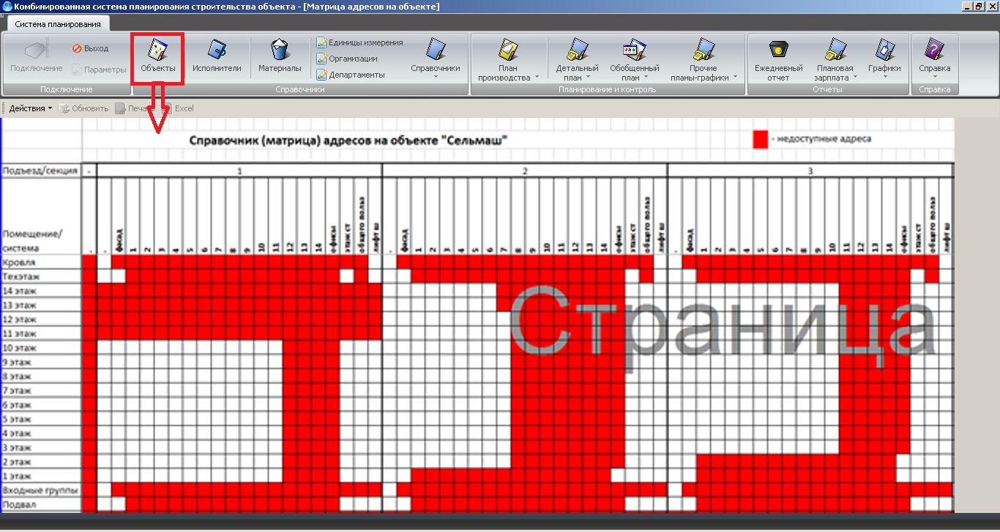 Комбинированная система планирования строительства объекта - [Матрица адресов на объекте]
Система планирования
Подключение
Выход
Параметры
Объекты
Исполнители
Материалы
Единицы измерения
Организации
Департаменты
Справочники
План
производства
Детальный
план
Обобщенный
план
Прочие
планы-графики
Ежедневный
отчет
Плановая
зарплата
Графики
Справка
Подключение
Справочники
Планирование и контроль
Отчеты
Справка
Действия
Обновить
Excel
Справочник (матрица) адресов на объекте "Сельмаш"
- недоступные адреса
Подъезд/секция - 1 2 3
Помещение/
система
- - фасад 1 2 3 4 5 6 7 8 9 10 11 12 13 14 офисы этаж ст общего польз лифт ш
- фасад 1 2 3 4 5 6 7 8 9 10 11 12 13 14 офисы этаж ст общего польз лифт ш
- фасад 1 2 3 4 5 6 7 8 9 10 11 12 13 14 офисы этаж ст общего польз лифт ш
Кровля
Техэтаж
14 этаж
13 этаж
12 этаж
11 этаж
10 этаж
9 этаж
8 этаж
7 этаж
6 этаж
5 этаж
4 этаж
3 этаж
2 этаж
1 этаж
Входные группы
Подвал
Страница